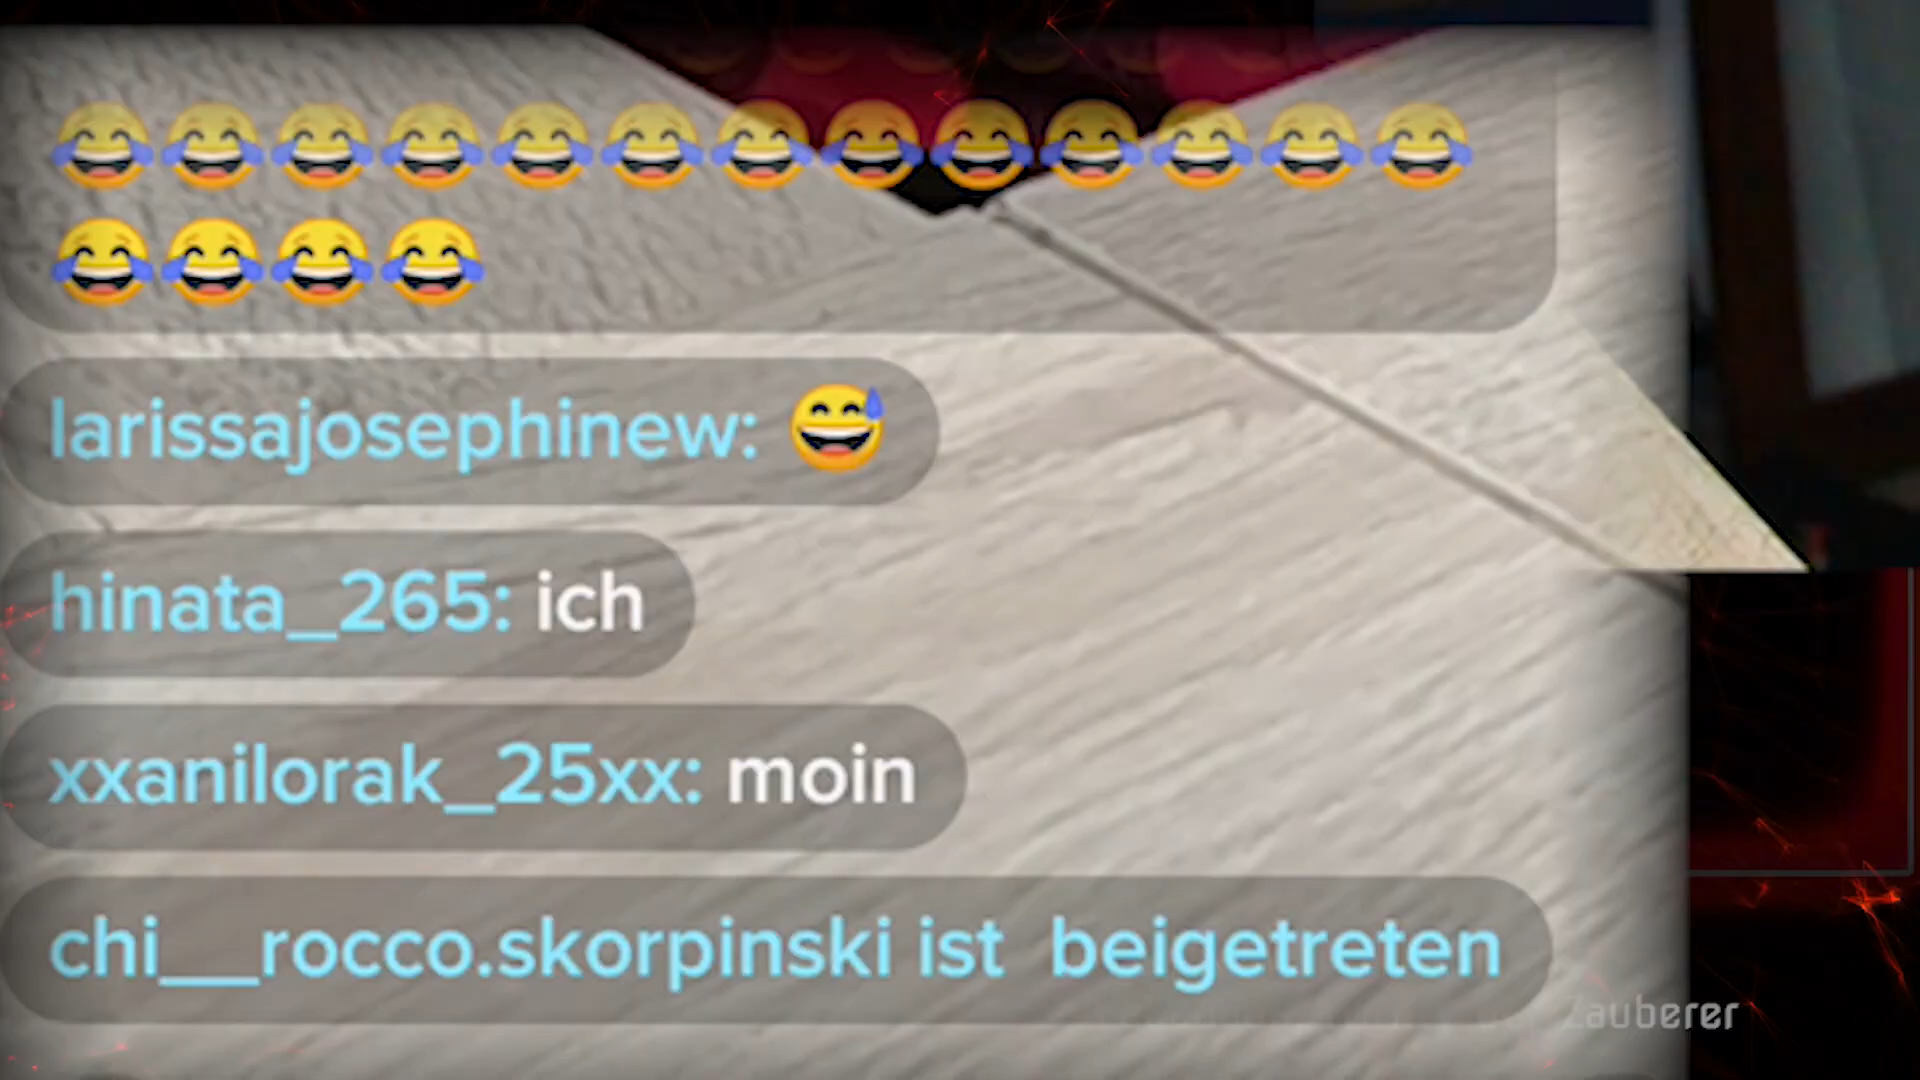 😂😂😂😂😂😂😂😂😂😂😂😂😂
😂😂😂😂
larissajosephinew: 😅
hinata_265: ich
xxanilorak_25xx: moin
chi__rocco.skorpinski ist beigetreten
Zauberer